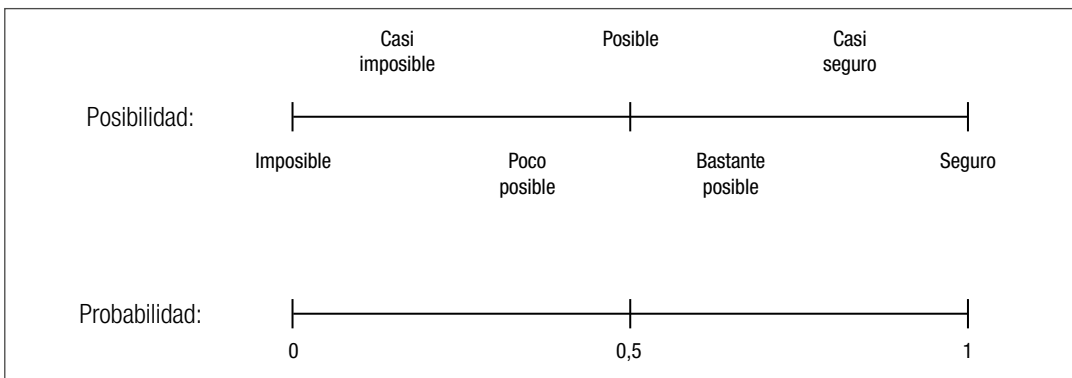 Casi
imposible
Posible
Casi
seguro
Posibilidad:
Imposible
Poco
posible
Bastante
posible
Seguro
Probabilidad:
0
0,5
1